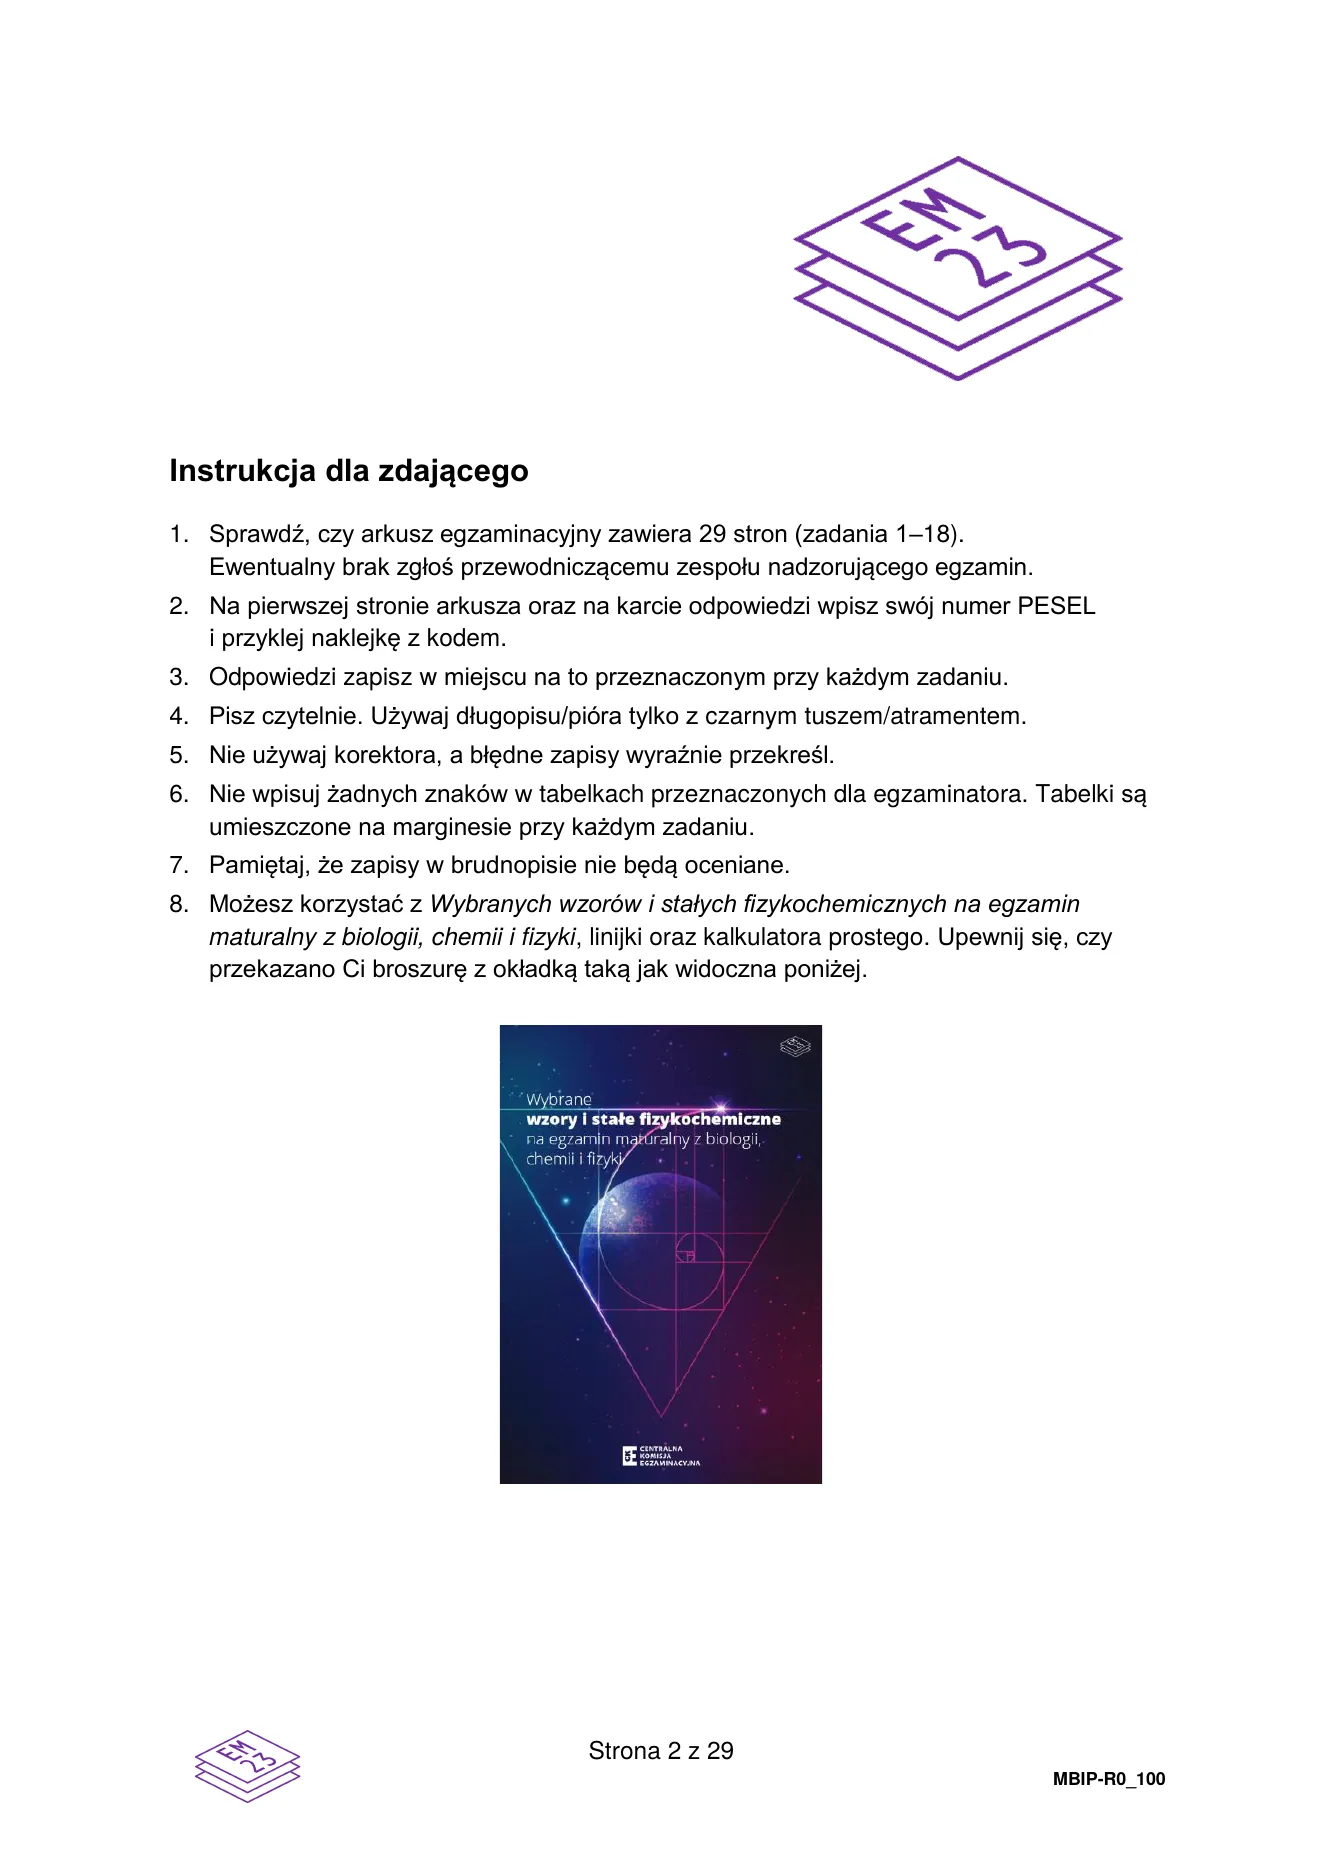 EM
23
Instrukcja dla zdającego
1. Sprawdź, czy arkusz egzaminacyjny zawiera 29 stron (zadania 1–18).
Ewentualny brak zgłoś przewodniczącemu zespołu nadzorującego egzamin.
2. Na pierwszej stronie arkusza oraz na karcie odpowiedzi wpisz swój numer PESEL
i przyklej naklejkę z kodem.
3. Odpowiedzi zapisz w miejscu na to przeznaczonym przy każdym zadaniu.
4. Pisz czytelnie. Używaj długopisu/pióra tylko z czarnym tuszem/atramentem.
5. Nie używaj korektora, a błędne zapisy wyraźnie przekreśl.
6. Nie wpisuj żadnych znaków w tabelkach przeznaczonych dla egzaminatora. Tabelki są
umieszczone na marginesie przy każdym zadaniu.
7. Pamiętaj, że zapisy w brudnopisie nie będą oceniane.
8. Możesz korzystać z Wybranych wzorów i stałych fizykochemicznych na egzamin
maturalny z biologii, chemii i fizyki, linijki oraz kalkulatora prostego. Upewnij się, czy
przekazano Ci broszurę z okładką taką jak widoczna poniżej.
Wybrane
wzory i stałe fizykochemiczne
na egzamin maturalny z biologii,
chemii i fizyki
CKE
CENTRALNA
KOMISJA
EGZAMINACYJNA
EM
23
Strona 2 z 29
MBIP-R0_100